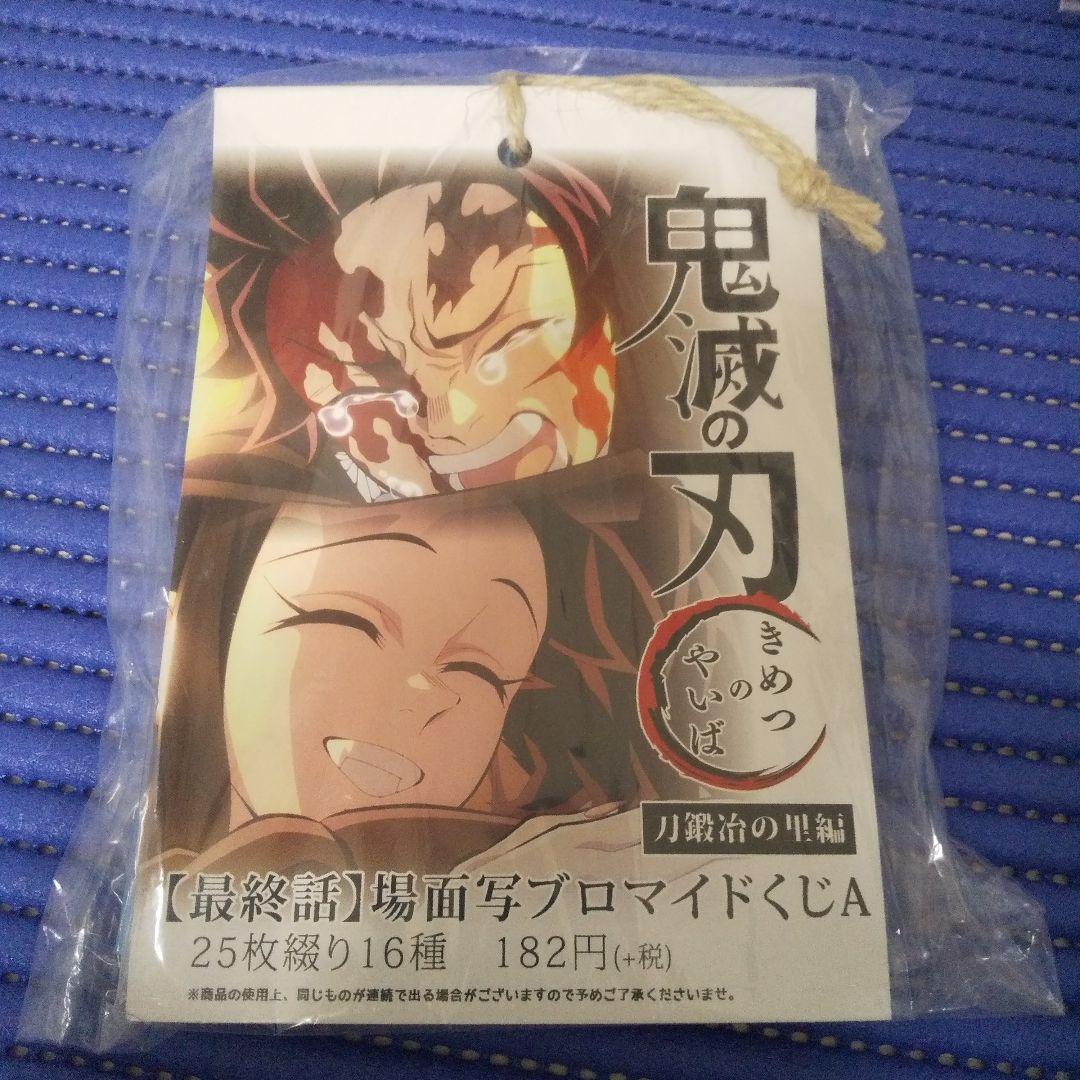 鬼滅の刃
きめつ
の
やいば
刀鍛冶の里編
【最終話】場面写ブロマイドくじA
25枚綴り16種 182円(+税)
※商品の使用上、同じものが連続で出る場合がございますので予めご了承くださいませ。